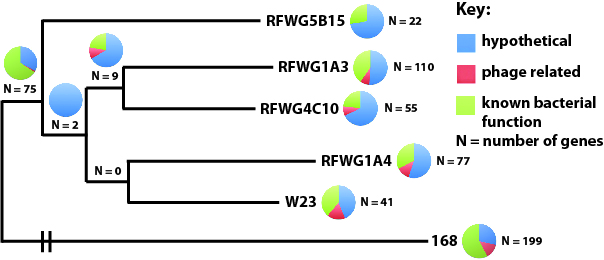 RFWG5B15 N = 22
Key:
hypothetical
phage related
known bacterial
function
N = number of genes
N = 75
N = 9
RFWG1A3 N = 110
N = 2
RFWG4C10 N = 55
N = 0
RFWG1A4 N = 77
W23 N = 41
168 N = 199